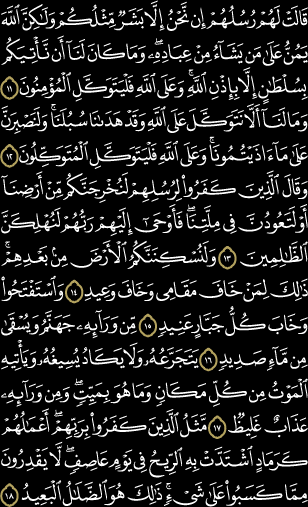 قَالَتْ لَهُمْ رُسُلُهُمْ إِن نَّحْنُ إِلَّا بَشَرٌ مِّثْلُكُمْ وَلَٰكِنَّ ٱللَّهَ
يَمُنُّ عَلَىٰ مَن يَشَآءُ مِنْ عِبَادِهِۦ ۖ وَمَا كَانَ لَنَآ أَن نَّأْتِيَكُم
بِسُلْطَٰنٍ إِلَّا بِإِذْنِ ٱللَّهِ ۚ وَعَلَى ٱللَّهِ فَلْيَتَوَكَّلِ ٱلْمُؤْمِنُونَ ١١
وَمَا لَنَآ أَلَّا نَتَوَكَّلَ عَلَى ٱللَّهِ وَقَدْ هَدَىٰنَا سُبُلَنَا ۚ وَلَنَصْبِرَنَّ
عَلَىٰ مَآ ءَاذَيْتُمُونَا ۚ وَعَلَى ٱللَّهِ فَلْيَتَوَكَّلِ ٱلْمُتَوَكِّلُونَ ١٢
وَقَالَ ٱلَّذِينَ كَفَرُوا۟ لِرُسُلِهِمْ لَنُخْرِجَنَّكُم مِّنْ أَرْضِنَآ
أَوْ لَتَعُودُنَّ فِى مِلَّتِنَا ۖ فَأَوْحَىٰٓ إِلَيْهِمْ رَبُّهُمْ لَنُهْلِكَنَّ
ٱلظَّٰلِمِينَ ١٣ وَلَنُسْكِنَنَّكُمُ ٱلْأَرْضَ مِنۢ بَعْدِهِمْ ۚ
ذَٰلِكَ لِمَنْ خَافَ مَقَامِى وَخَافَ وَعِيدِ ١٤ وَٱسْتَفْتَحُوا۟
وَخَابَ كُلُّ جَبَّارٍ عَنِيدٍ ١٥ مِّن وَرَآئِهِۦ جَهَنَّمُ وَيُسْقَىٰ
مِن مَّآءٍ صَدِيدٍ ١٦ يَتَجَرَّعُهُۥ وَلَا يَكَادُ يُسِيغُهُۥ وَيَأْتِيهِ
ٱلْمَوْتُ مِن كُلِّ مَكَانٍ وَمَا هُوَ بِمَيِّتٍ ۖ وَمِن وَرَآئِهِۦ
عَذَابٌ غَلِيظٌ ١٧ مَّثَلُ ٱلَّذِينَ كَفَرُوا۟ بِرَبِّهِمْ ۖ أَعْمَٰلُهُمْ
كَرَمَادٍ ٱشْتَدَّتْ بِهِ ٱلرِّيحُ فِى يَوْمٍ عَاصِفٍ ۖ لَّا يَقْدِرُونَ
مِمَّا كَسَبُوا۟ عَلَىٰ شَىْءٍ ۚ ذَٰلِكَ هُوَ ٱلضَّلَٰلُ ٱلْبَعِيدُ ١٨